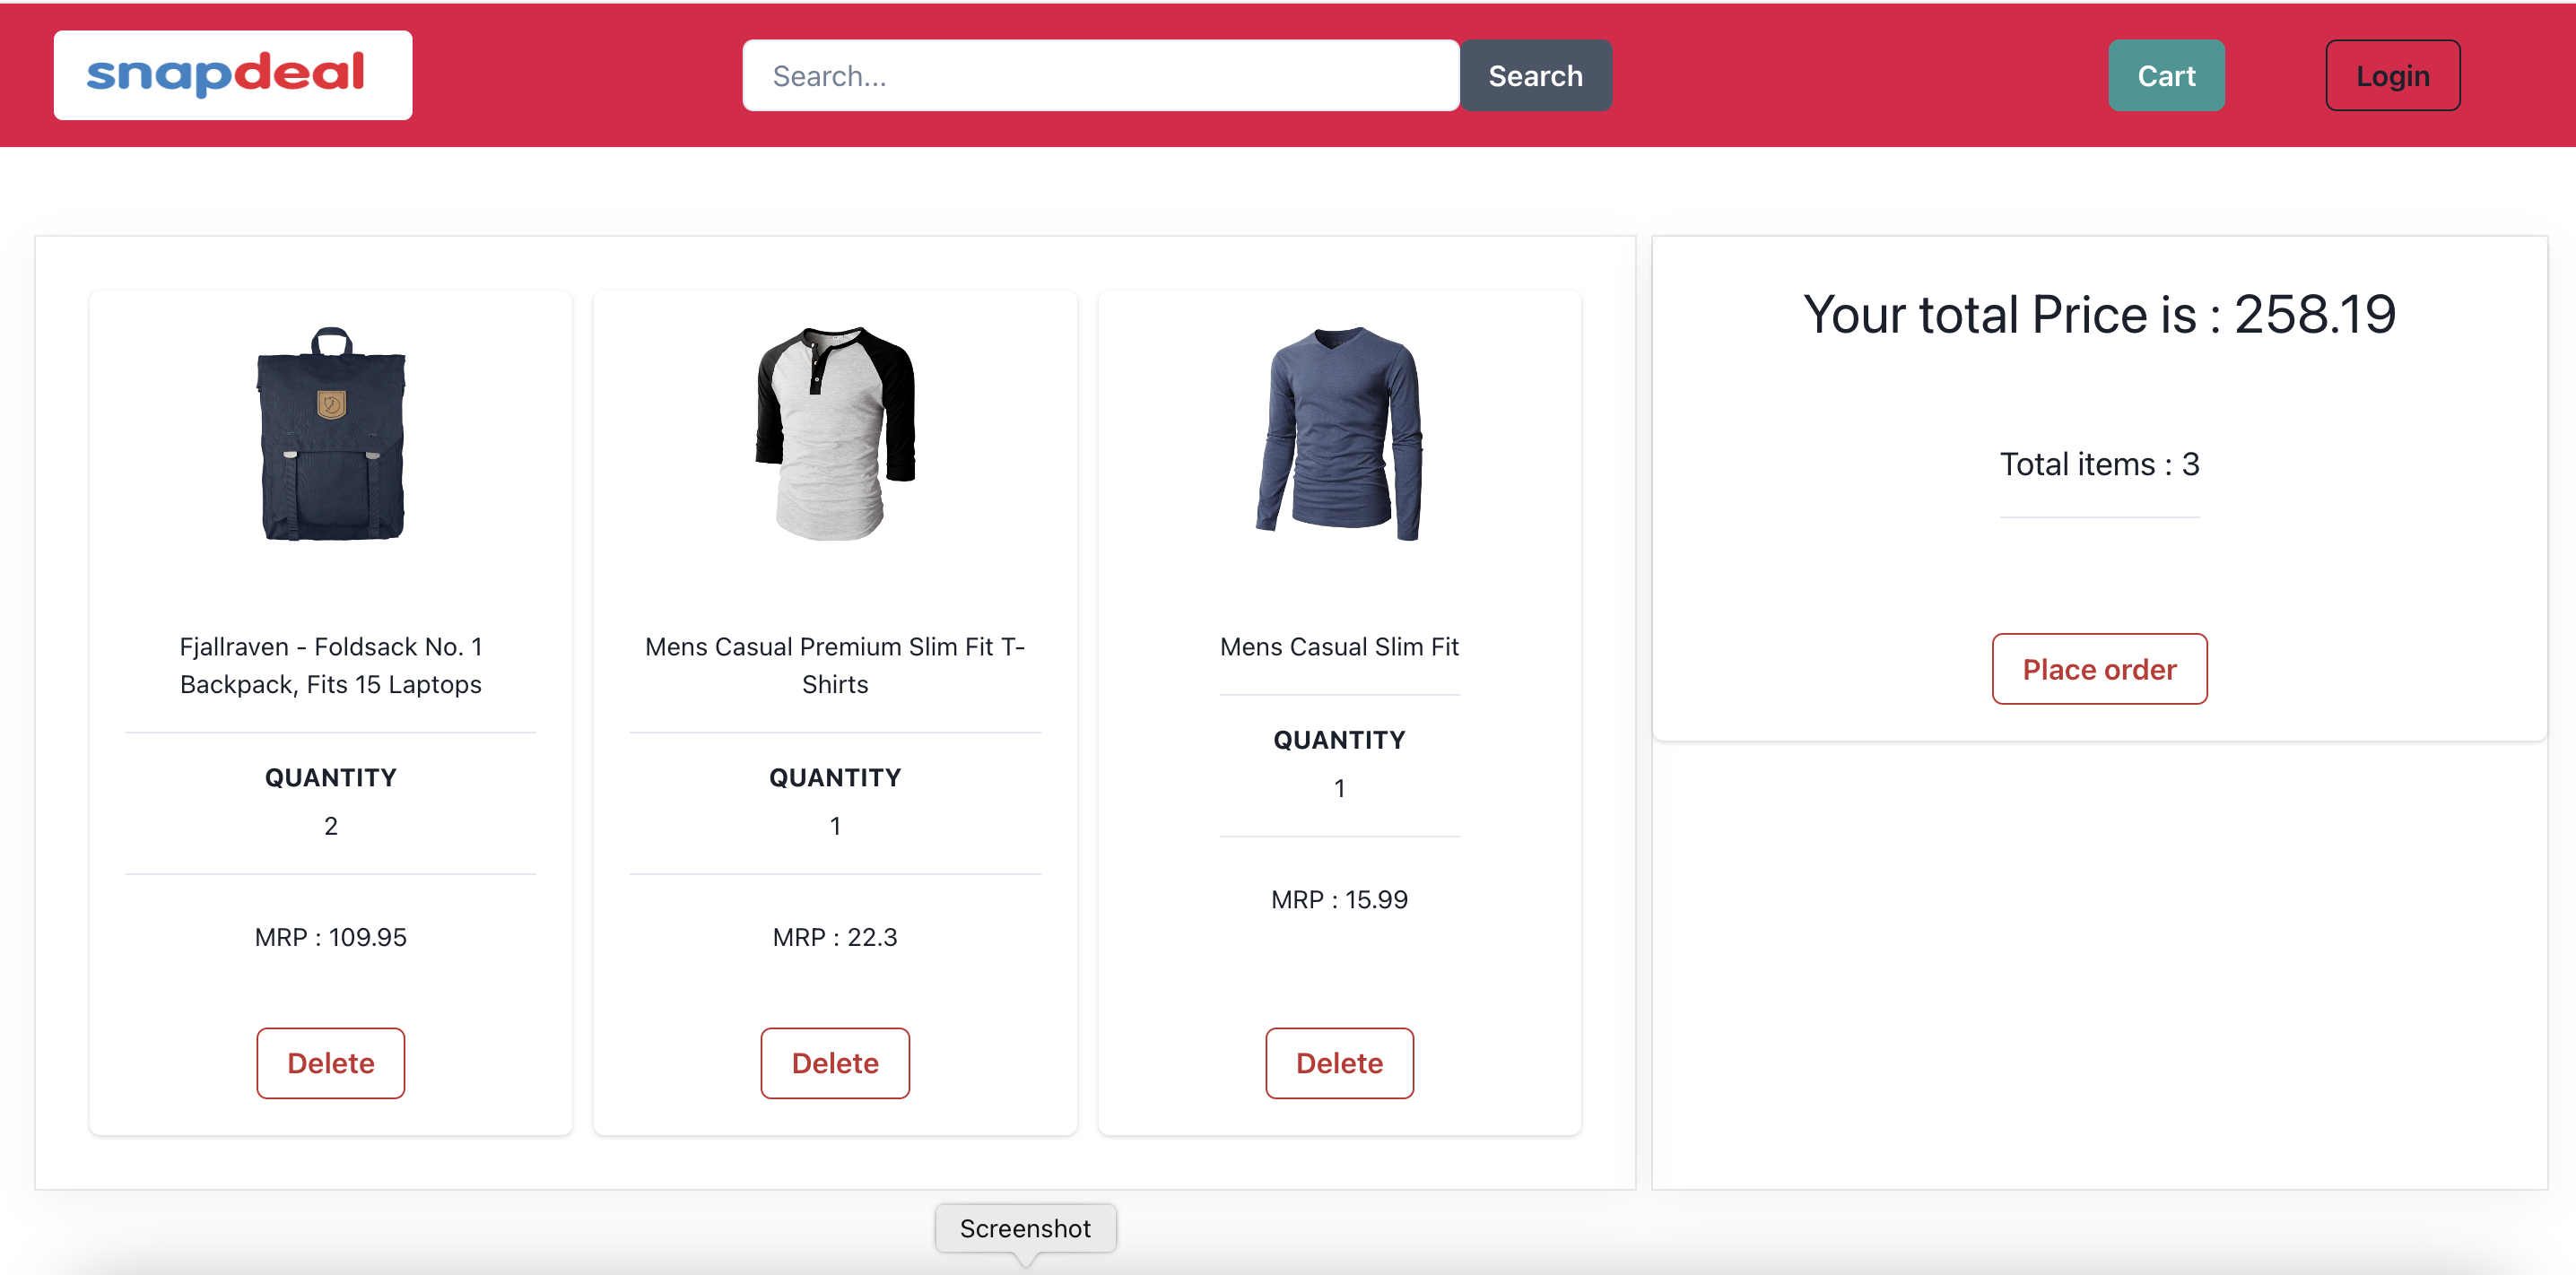 snapdeal
Search...
Search
Cart
Login
Fjallraven - Foldsack No. 1
Backpack, Fits 15 Laptops
QUANTITY
2
MRP : 109.95
Delete
Mens Casual Premium Slim Fit T-
Shirts
QUANTITY
1
MRP : 22.3
Delete
Mens Casual Slim Fit
QUANTITY
1
MRP : 15.99
Delete
Your total Price is : 258.19
Total items : 3
Place order
Screenshot